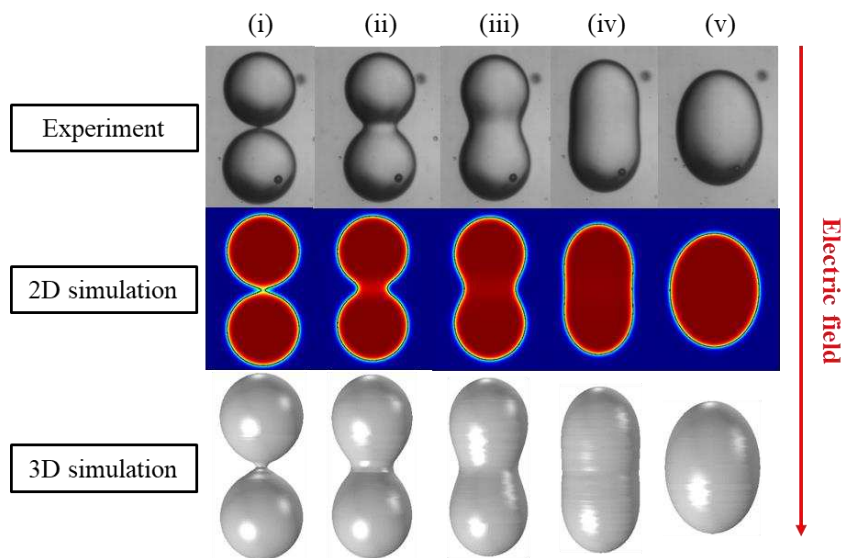 (i) (ii) (iii) (iv) (v)
Experiment
2D simulation
3D simulation
Electric field